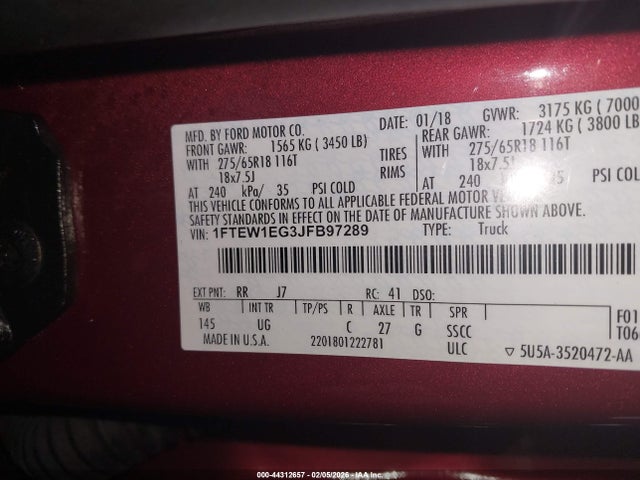 MFD. BY FORD MOTOR CO.
DATE: 01/18 GVWR: 3175 KG ( 7000
FRONT GAWR: 1565 KG ( 3450 LB)
REAR GAWR: 1724 KG ( 3800 LB
WITH 275/65R18 116T TIRES WITH 275/65R18 116T
18x7.5J RIMS 18x7.5J
AT 240 kPa/ 35 PSI COLD AT 240 PSI COL
THIS VEHICLE CONFORMS TO ALL APPLICABLE FEDERAL MOTOR
SAFETY STANDARDS IN EFFECT ON THE DATE OF MANUFACTURE SHOWN ABOVE.
VIN: 1FTEW1EG3JFB97289 TYPE: Truck
EXT PNT: RR J7 RC: 41 DSO:
WB INT TR TP/PS R AXLE TR SPR
145 UG C 27 G SSCC
MADE IN U.S.A. 2201801222781 ULC
F01
T06
▽ 5U5A-3520472-AA
000-44312657 - 02/05/2026 - IAA Inc.